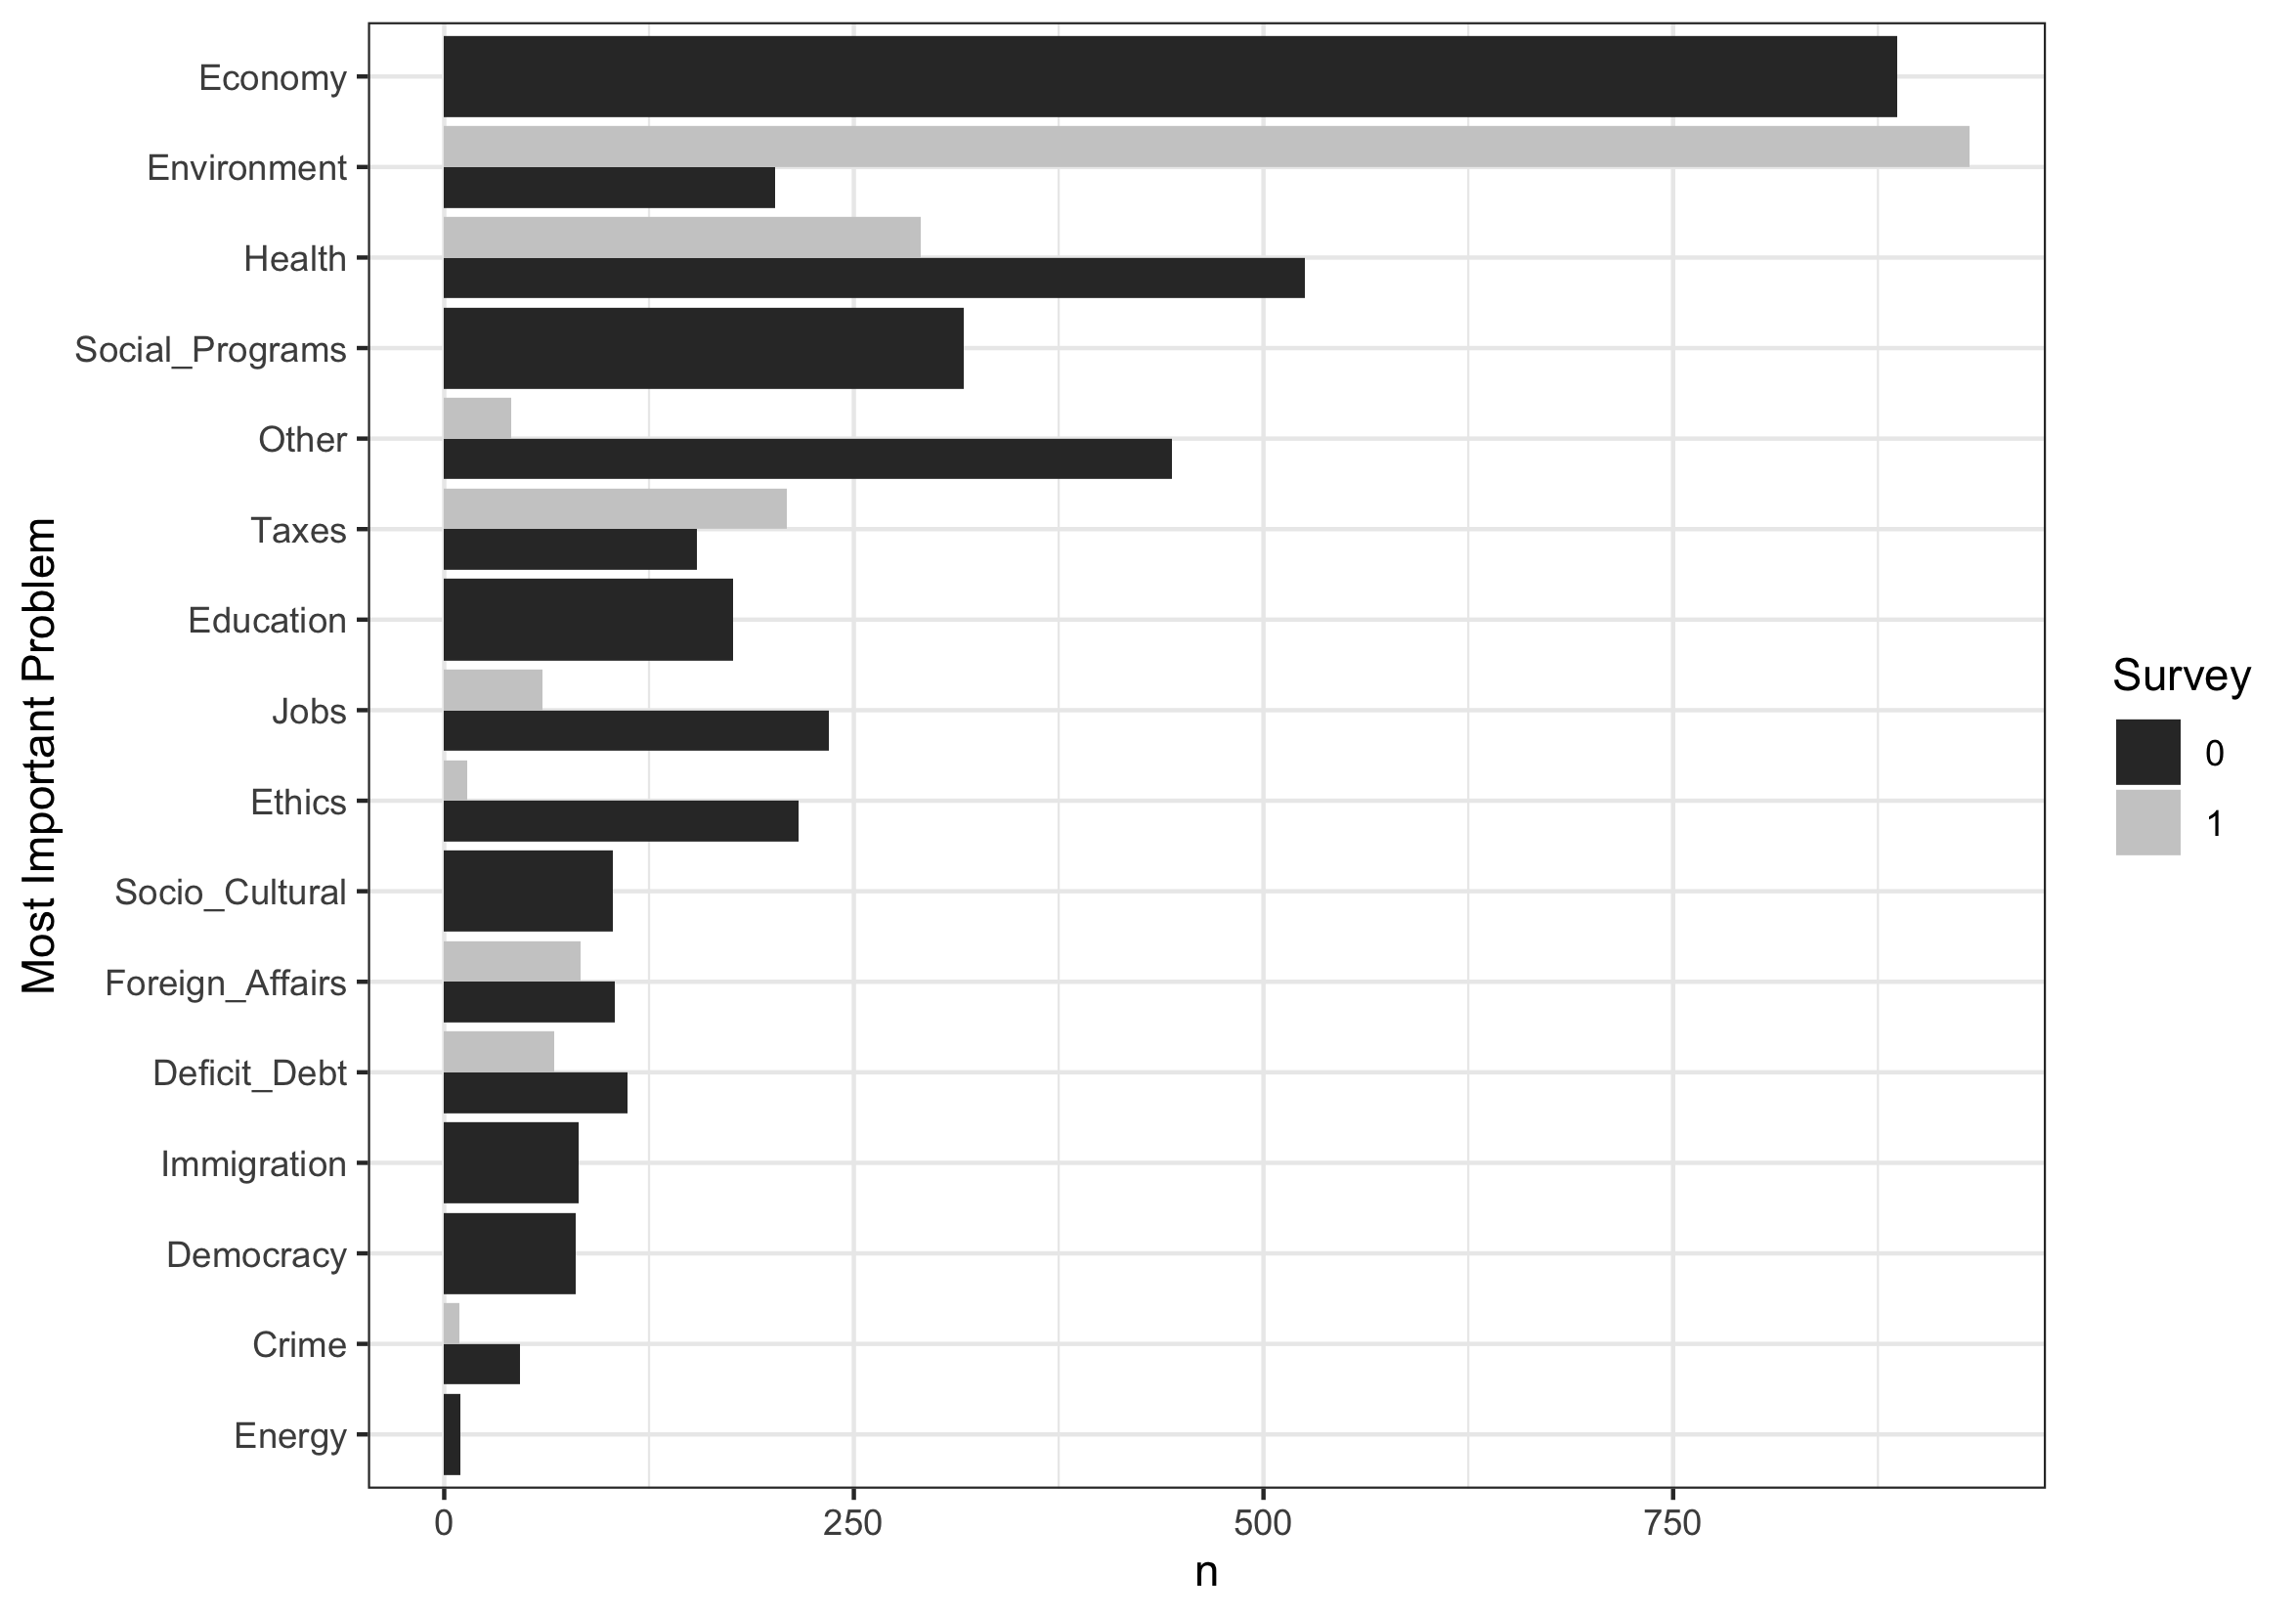 Most Important Problem
Economy
Environment
Health
Social_Programs
Other
Taxes
Education
Jobs
Ethics
Socio_Cultural
Foreign_Affairs
Deficit_Debt
Immigration
Democracy
Crime
Energy
0 250 500 750
n
Survey
0
1